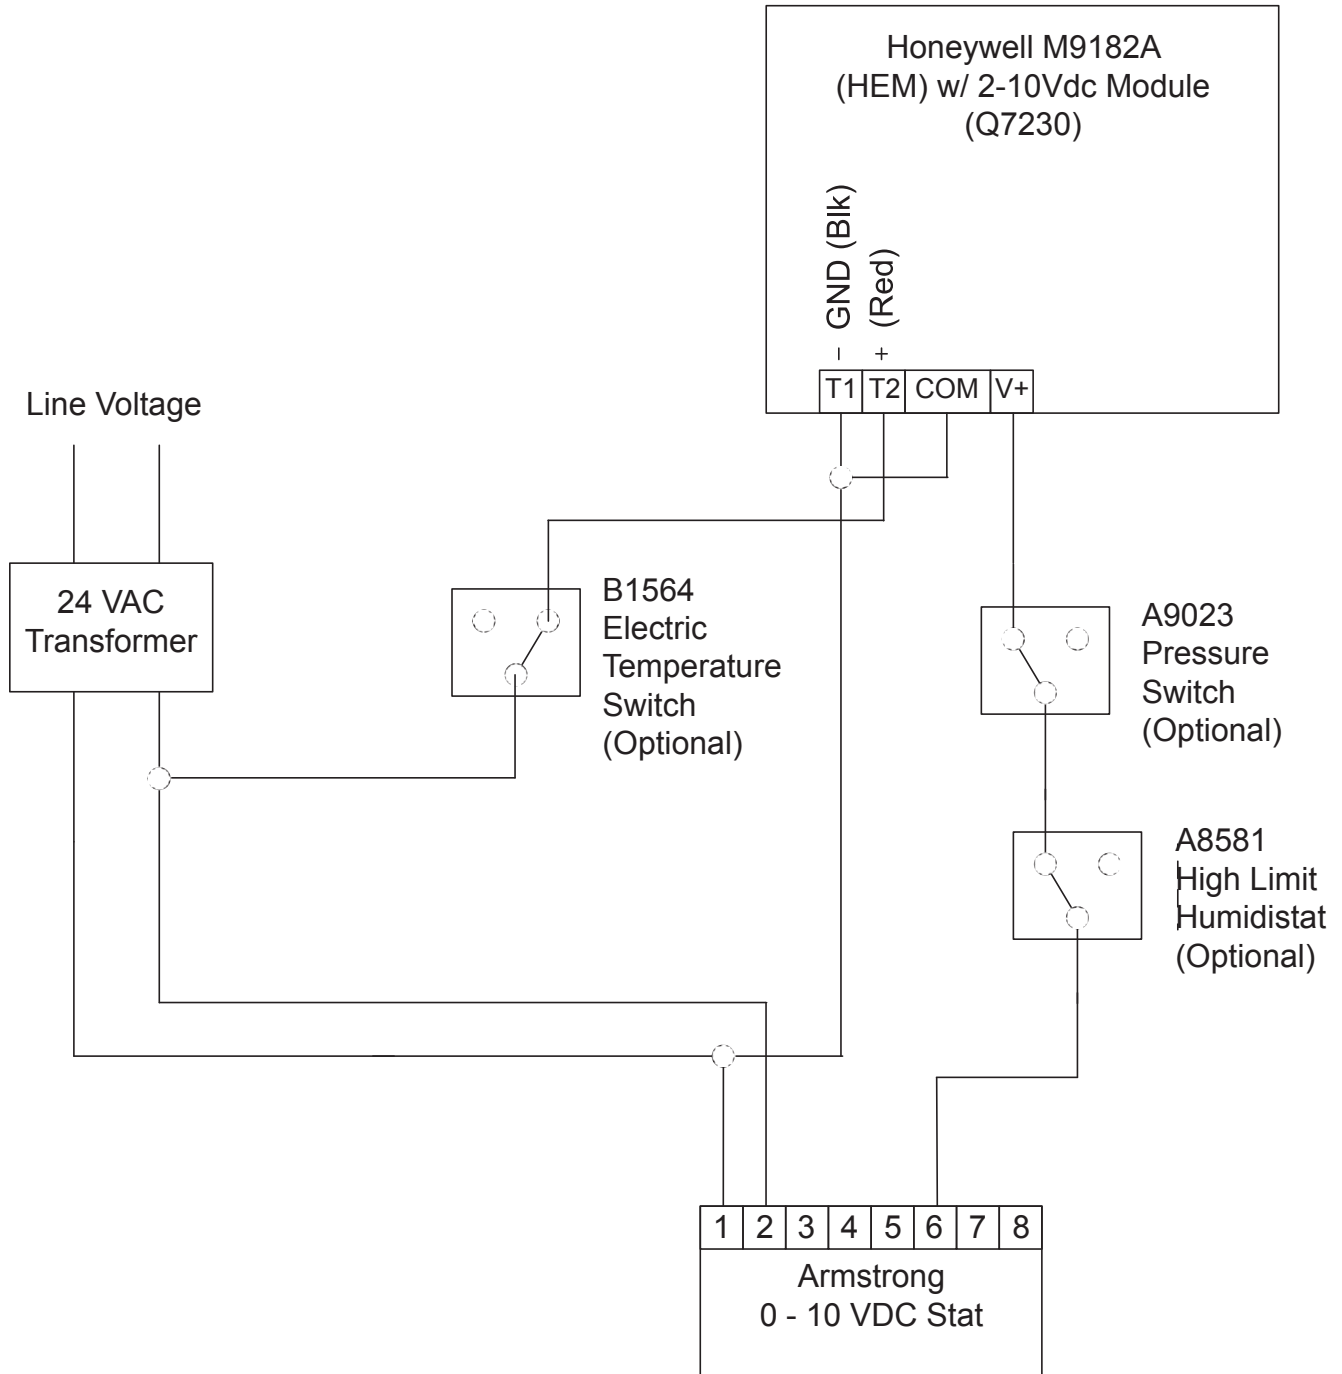 Honeywell M9182A
(HEM) w/ 2-10Vdc Module
(Q7230)
− GND (Blk)
+ (Red)
T1 T2 COM V+
Line Voltage
24 VAC
Transformer
B1564
Electric
Temperature
Switch
(Optional)
A9023
Pressure
Switch
(Optional)
A8581
High Limit
Humidistat
(Optional)
1 2 3 4 5 6 7 8
Armstrong
0 - 10 VDC Stat